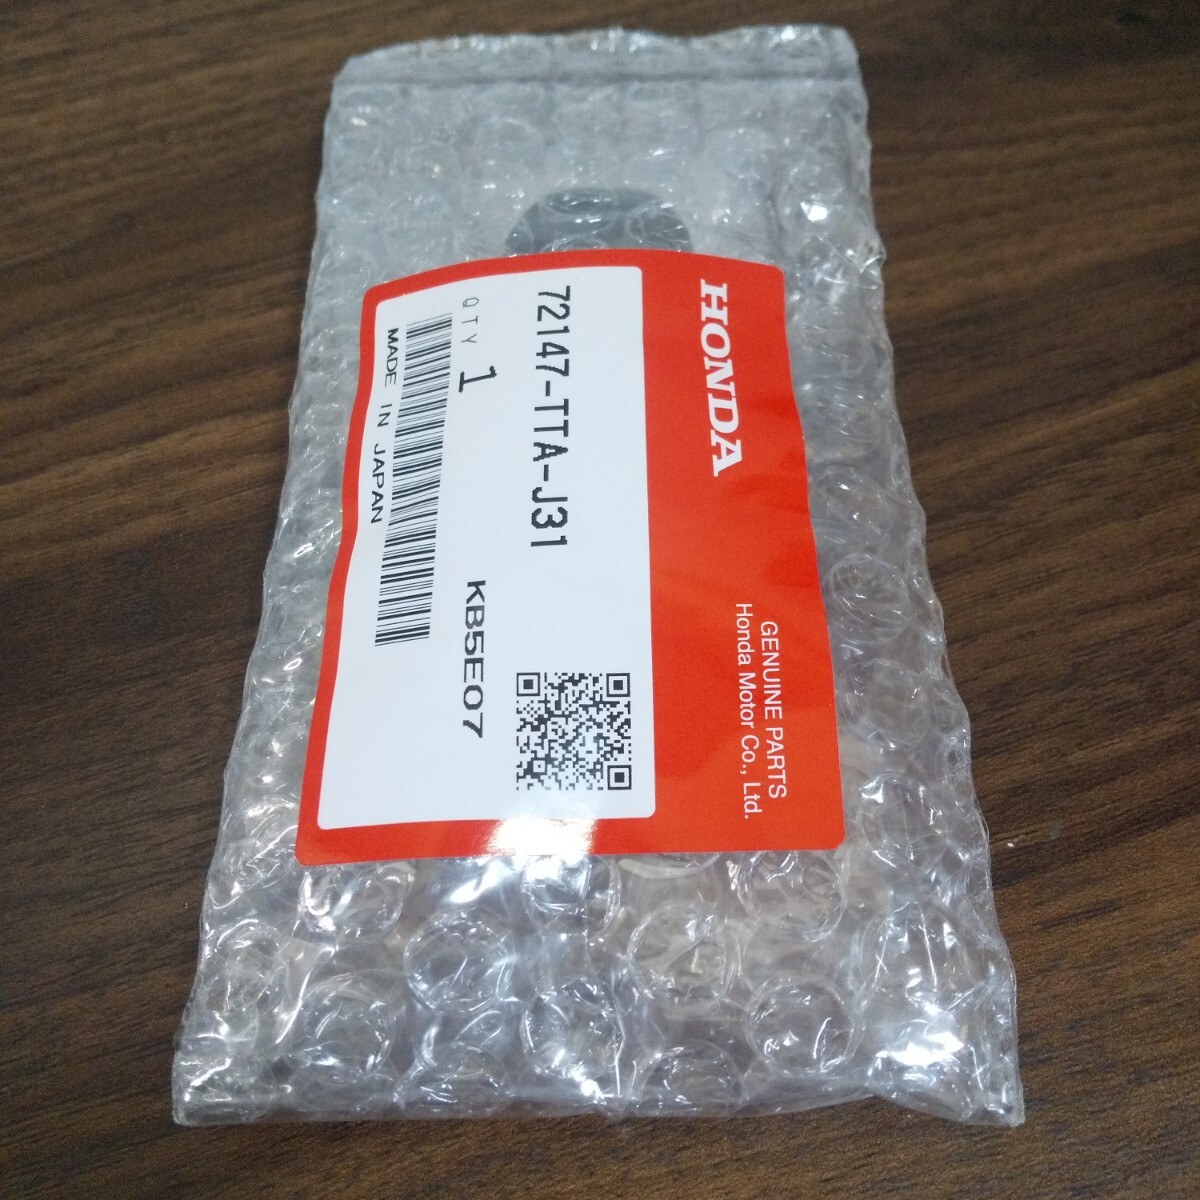 HONDA
GENUINE PARTS
Honda Motor Co., Ltd.
72147-TTA-J31
KB5E07
QTY 1
MADE IN JAPAN